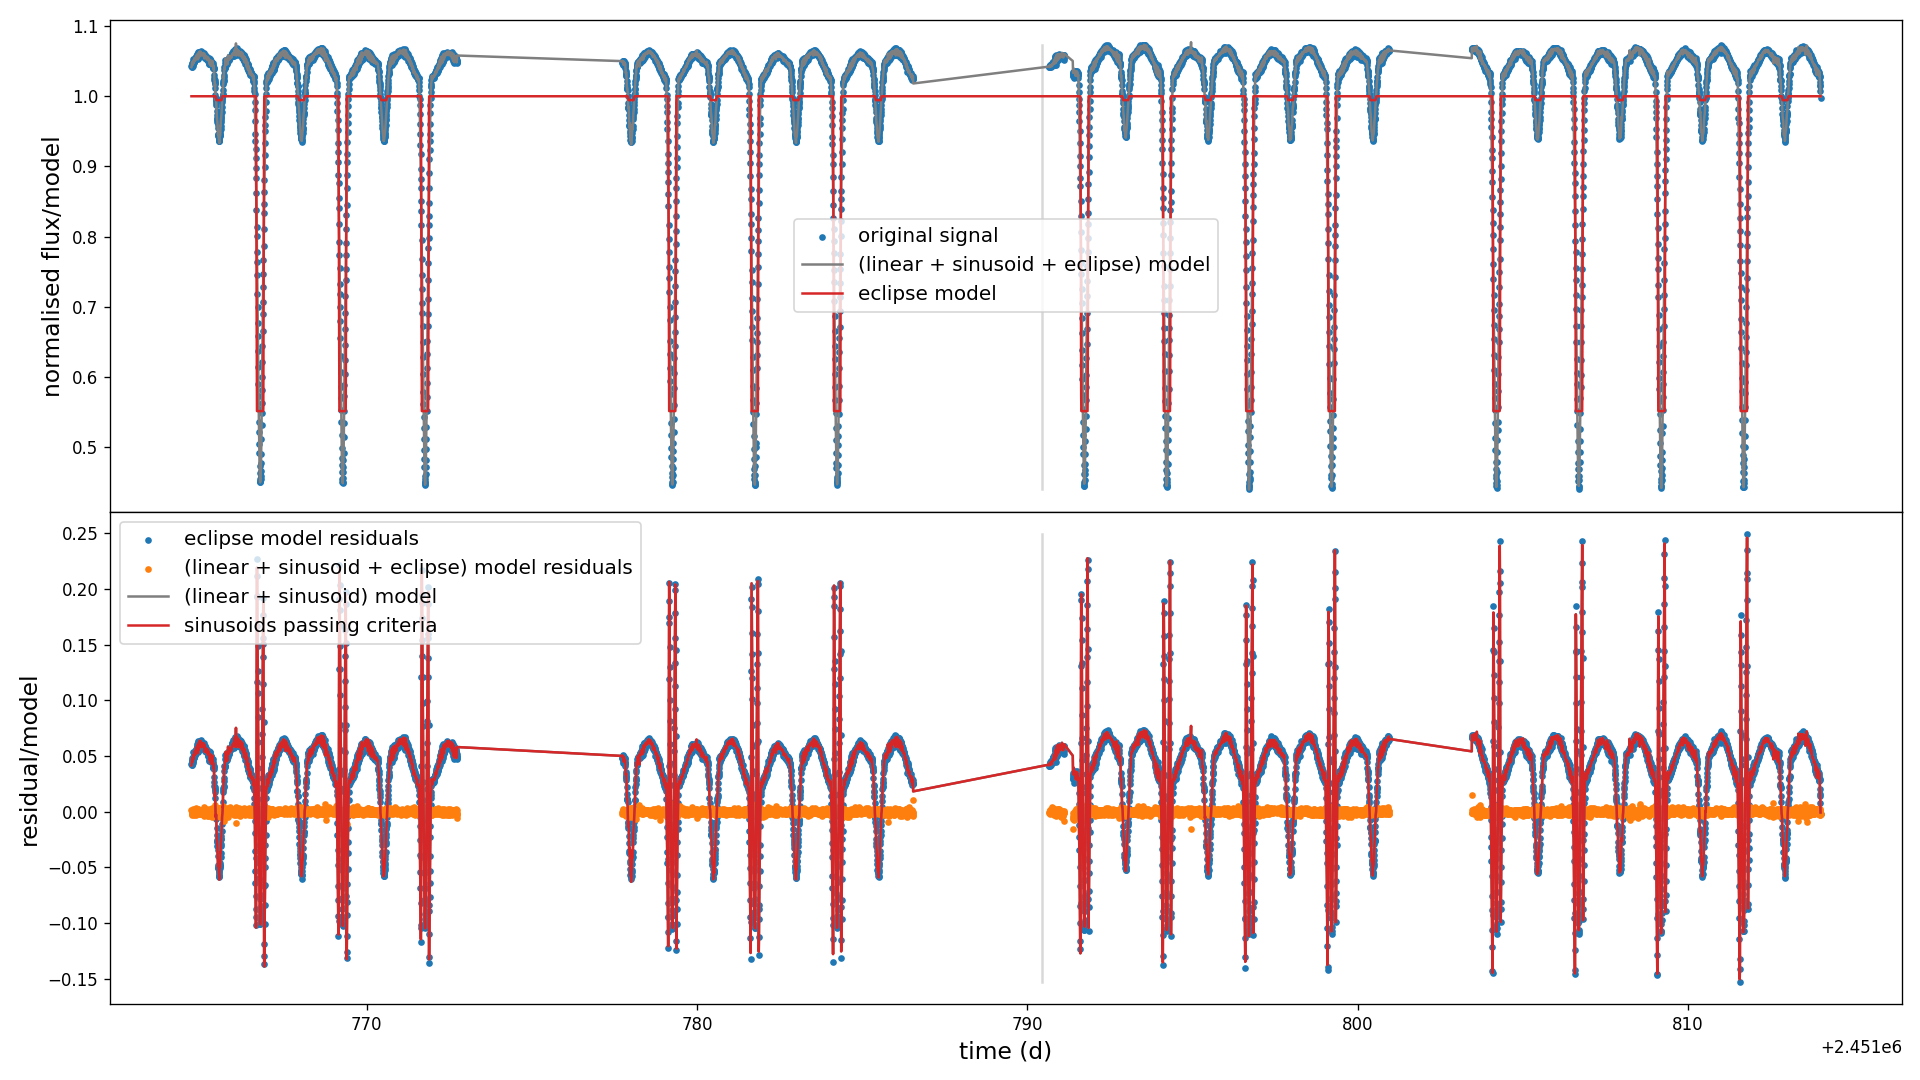 1.1
1.0
0.9
0.8
0.7
0.6
0.5
normalised flux/model
original signal
(linear + sinusoid + eclipse) model
eclipse model
0.25
0.20
0.15
0.10
0.05
0.00
−0.05
−0.10
−0.15
residual/model
eclipse model residuals
(linear + sinusoid + eclipse) model residuals
(linear + sinusoid) model
sinusoids passing criteria
770
780
790
800
810
time (d)
+2.451e6